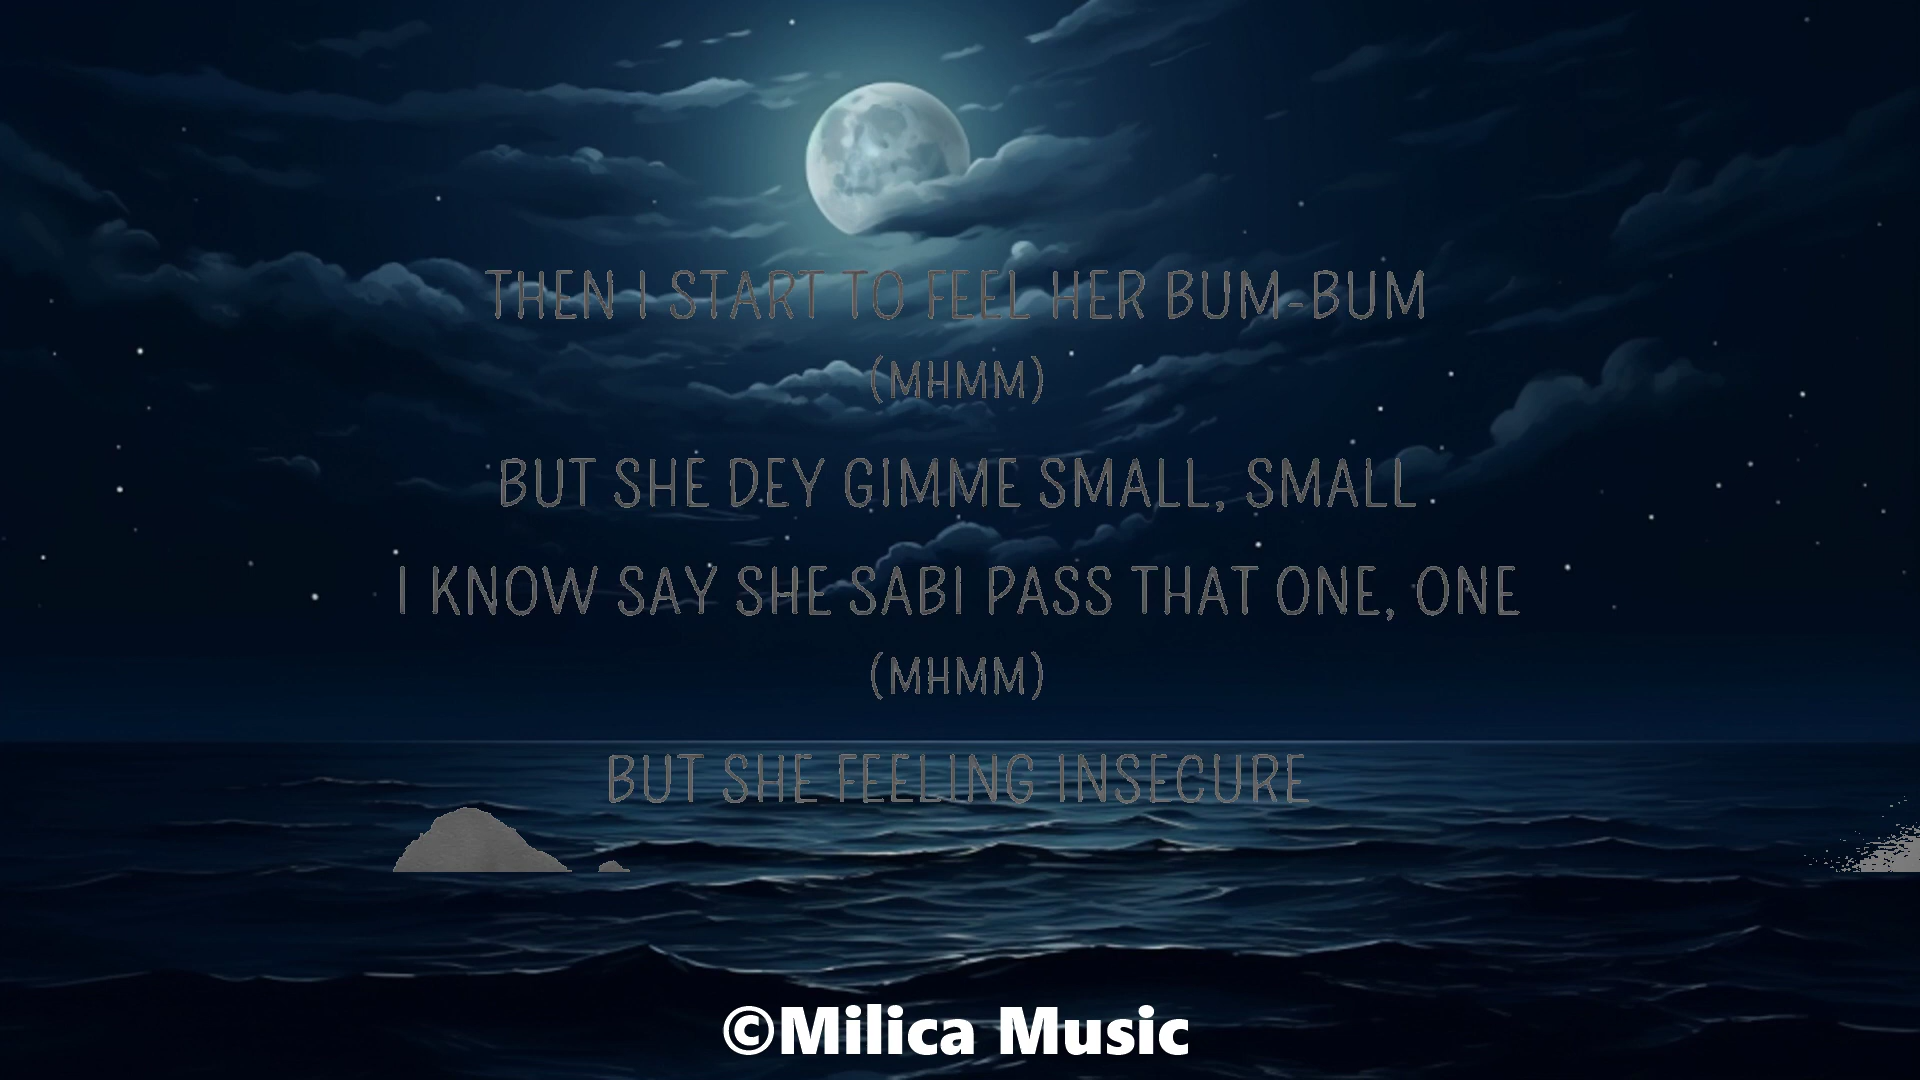 THEN I START TO FEEL HER BUM-BUM
(MHMM)
BUT SHE DEY GIMME SMALL, SMALL
I KNOW SAY SHE SABI PASS THAT ONE, ONE
(MHMM)
BUT SHE FEELING INSECURE
©Milica Music